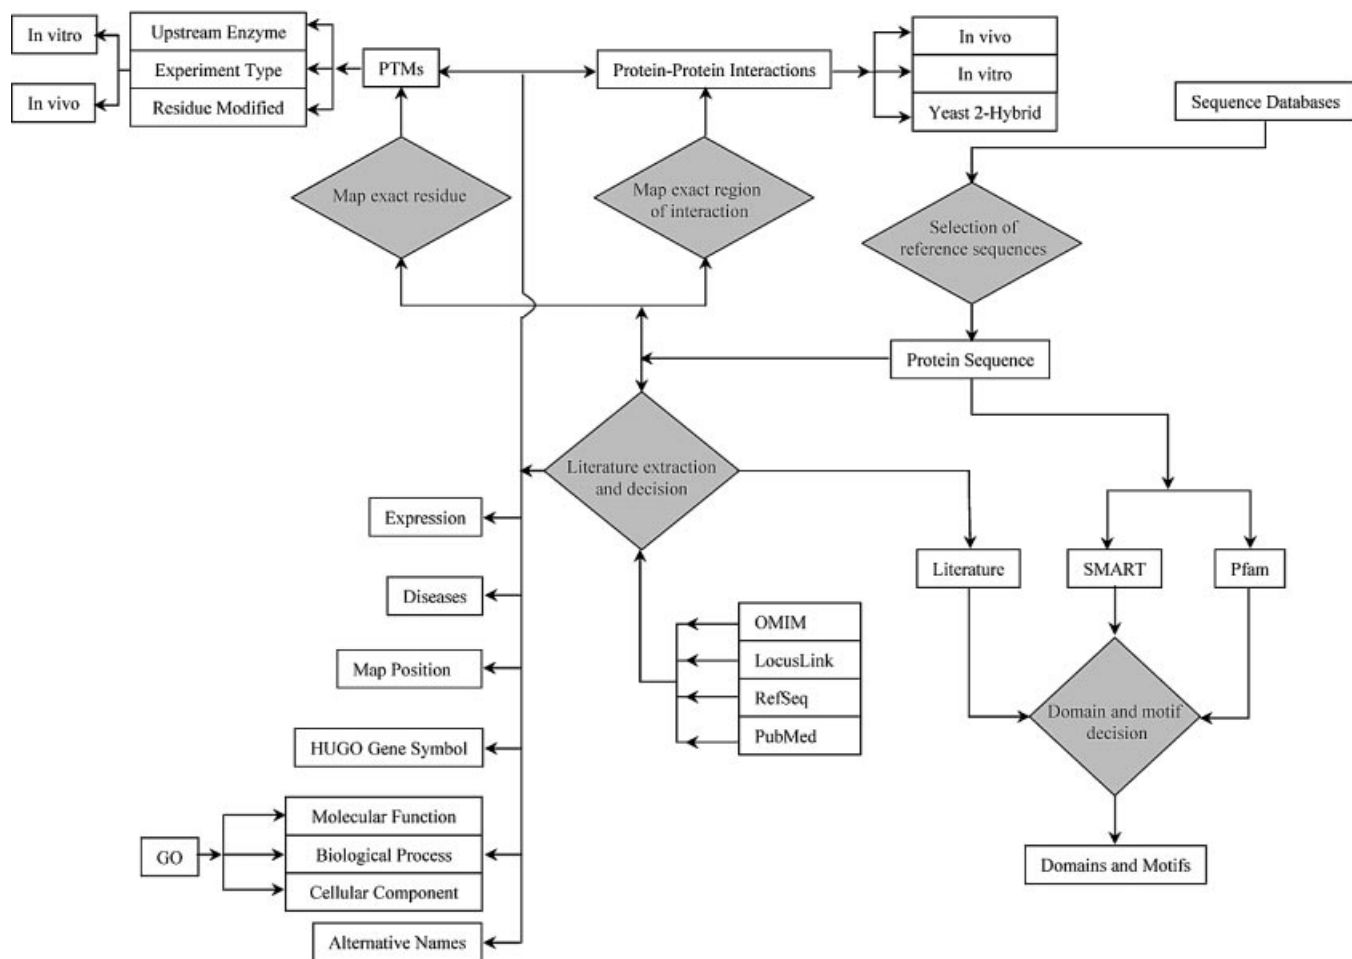 In vitro
In vivo
Upstream Enzyme
Experiment Type
Residue Modified
PTMs
Protein-Protein Interactions
In vivo
In vitro
Yeast 2-Hybrid
Sequence Databases
Map exact residue
Map exact region
of interaction
Selection of
reference sequences
Protein Sequence
Literature extraction
and decision
Expression
Diseases
Map Position
HUGO Gene Symbol
GO
Molecular Function
Biological Process
Cellular Component
Alternative Names
OMIM
LocusLink
RefSeq
PubMed
Literature
SMART
Pfam
Domain and motif
decision
Domains and Motifs